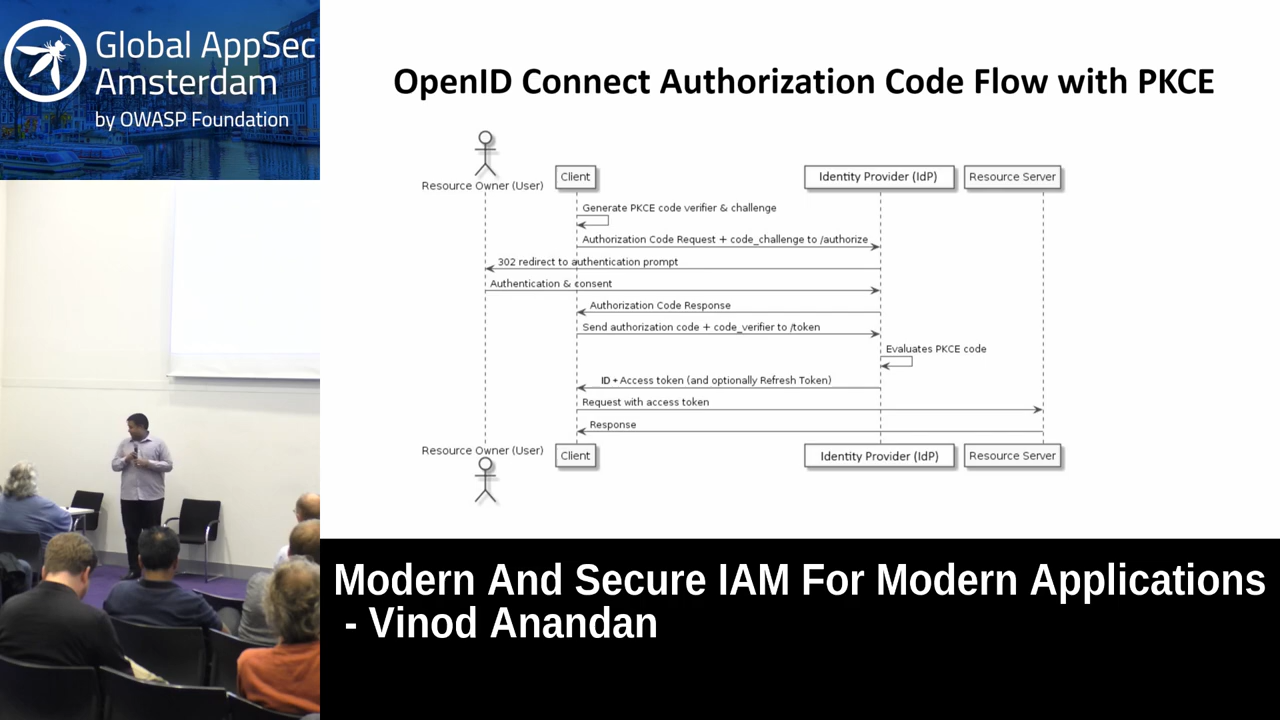 Global AppSec
Amsterdam
by OWASP Foundation
OpenID Connect Authorization Code Flow with PKCE
Resource Owner (User)
Client
Identity Provider (IdP)
Resource Server
Generate PKCE code verifier & challenge
Authorization Code Request + code_challenge to /authorize
302 redirect to authentication prompt
Authentication & consent
Authorization Code Response
Send authorization code + code_verifier to /token
Evaluates PKCE code
ID + Access token (and optionally Refresh Token)
Request with access token
Response
Resource Owner (User)
Client
Identity Provider (IdP)
Resource Server
Modern And Secure IAM For Modern Applications
- Vinod Anandan